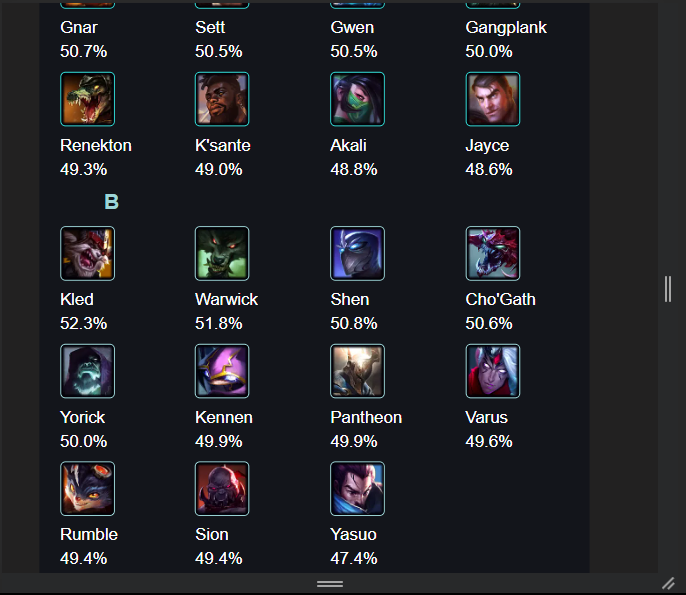 Gnar Sett Gwen Gangplank
50.7% 50.5% 50.5% 50.0%
Renekton K'sante Akali Jayce
49.3% 49.0% 48.8% 48.6%
B
Kled Warwick Shen Cho'Gath
52.3% 51.8% 50.8% 50.6%
Yorick Kennen Pantheon Varus
50.0% 49.9% 49.9% 49.6%
Rumble Sion Yasuo
49.4% 49.4% 47.4%